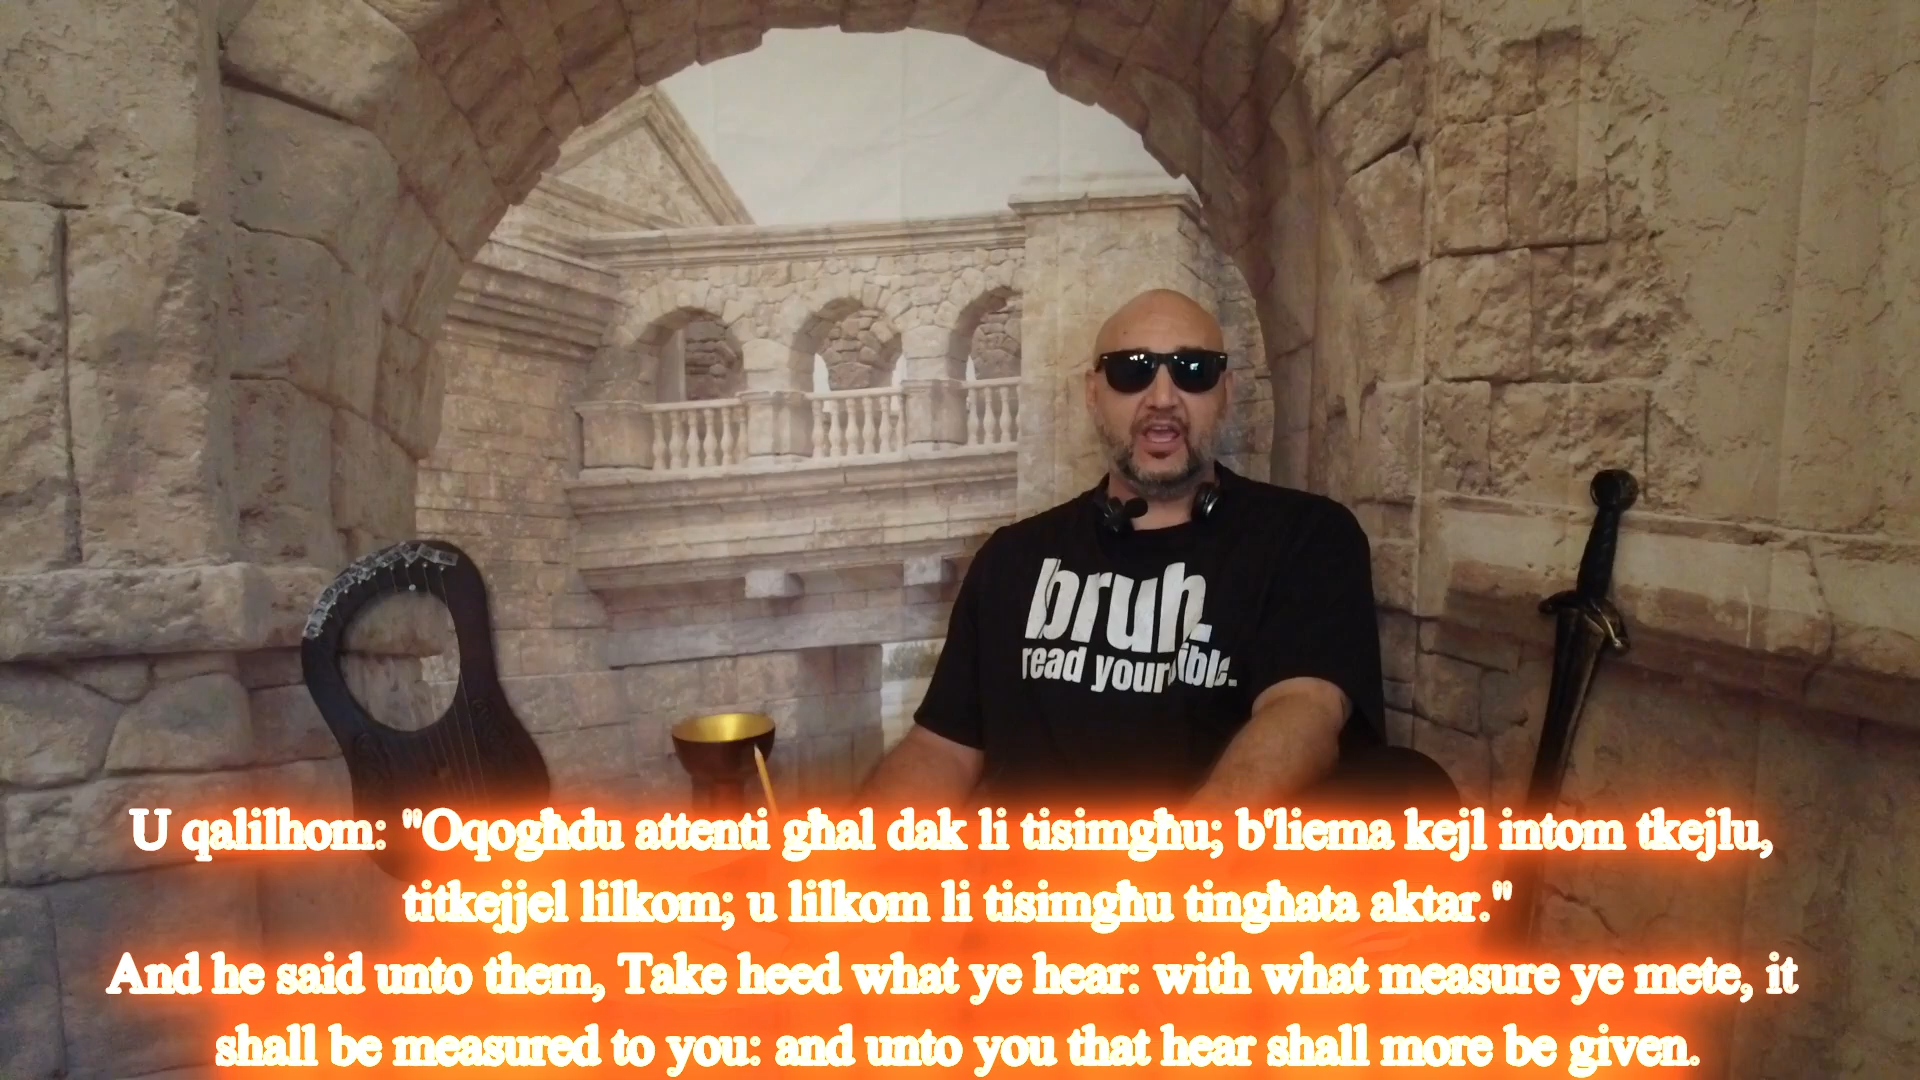 bruh.
read your bible.
U qalilhom: "Oqogħdu attenti għal dak li tisimgħu; b'liema kejl intom tkejlu,
titkejjel lilkom; u lilkom li tisimgħu tingħata aktar."
And he said unto them, Take heed what ye hear: with what measure ye mete, it
shall be measured to you: and unto you that hear shall more be given.